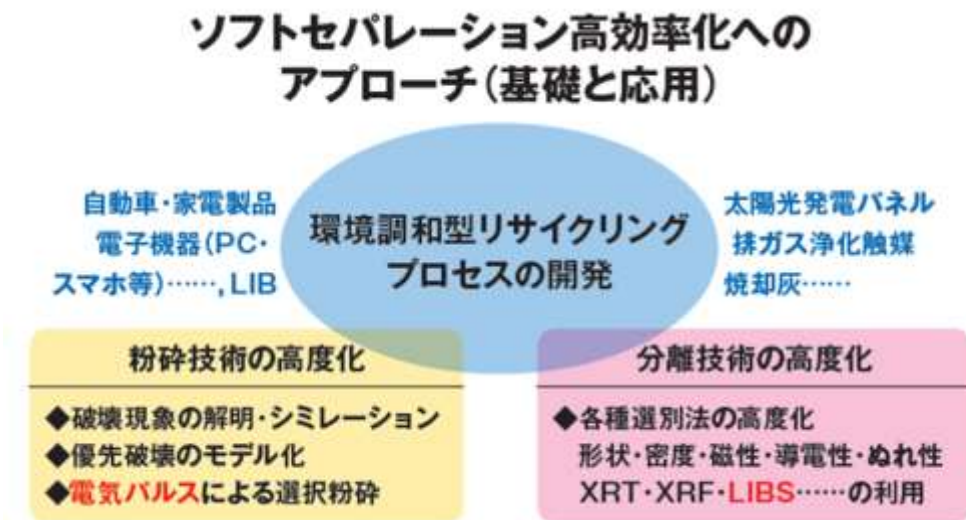 ソフトセパレーション高効率化への
アプローチ(基礎と応用)
自動車・家電製品
電子機器(PC・
スマホ等)……, LIB
環境調和型リサイクリング
プロセスの開発
太陽光発電パネル
排ガス浄化触媒
焼却灰……
粉砕技術の高度化
◆破壊現象の解明・シミレーション
◆優先破壊のモデル化
◆電気パルスによる選択粉砕
分離技術の高度化
◆各種選別法の高度化
形状・密度・磁性・導電性・ぬれ性
XRT・XRF・LIBS……の利用